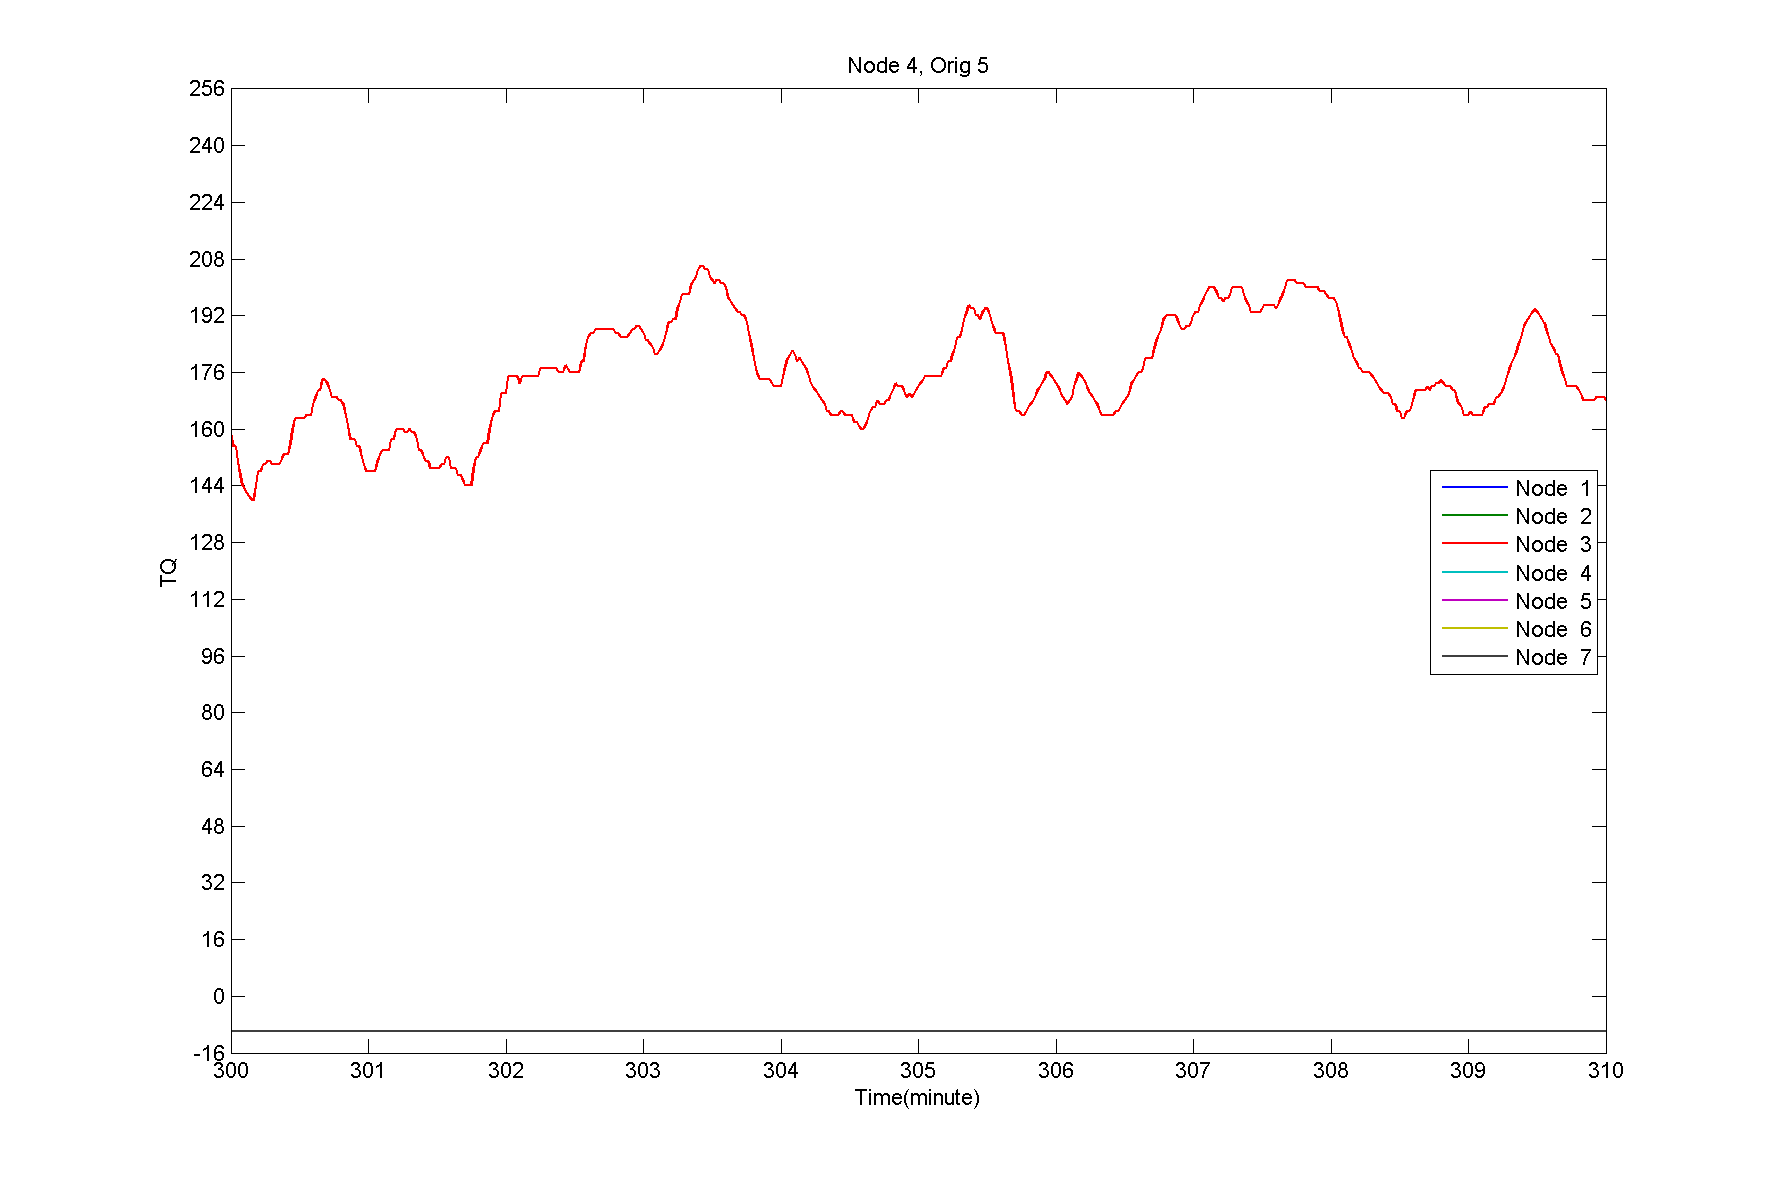 Node 4, Orig 5
256
240
224
208
192
176
160
144
128
112
96
80
64
48
32
16
0
-16
TQ
Node 1
Node 2
Node 3
Node 4
Node 5
Node 6
Node 7
300 301 302 303 304 305 306 307 308 309 310
Time(minute)